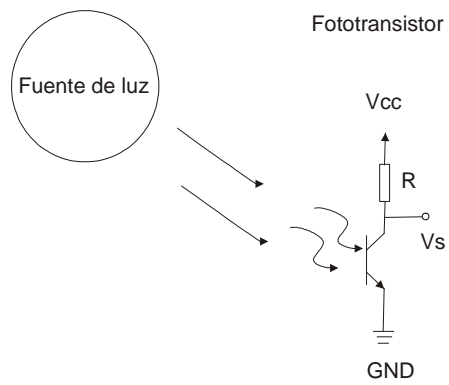 Fototransistor
Fuente de luz
Vcc
R
Vs
GND